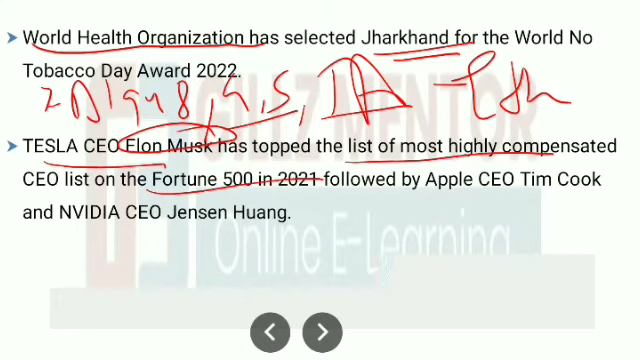 ➤ World Health Organization has selected Jharkhand for the World No
Tobacco Day Award 2022.
➤ TESLA CEO Elon Musk has topped the list of most highly compensated
CEO list on the Fortune 500 in 2021 followed by Apple CEO Tim Cook
and NVIDIA CEO Jensen Huang.
MENTOR
Online E-Learning